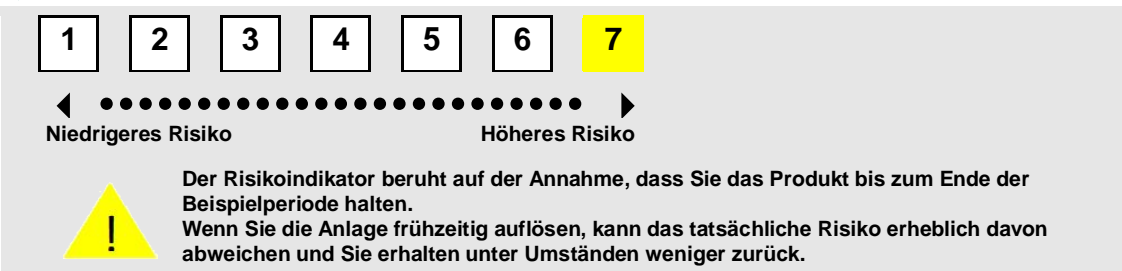 1 2 3 4 5 6 7
Niedrigeres Risiko Höheres Risiko
Der Risikoindikator beruht auf der Annahme, dass Sie das Produkt bis zum Ende der
Beispielperiode halten.
Wenn Sie die Anlage frühzeitig auflösen, kann das tatsächliche Risiko erheblich davon
! abweichen und Sie erhalten unter Umständen weniger zurück.